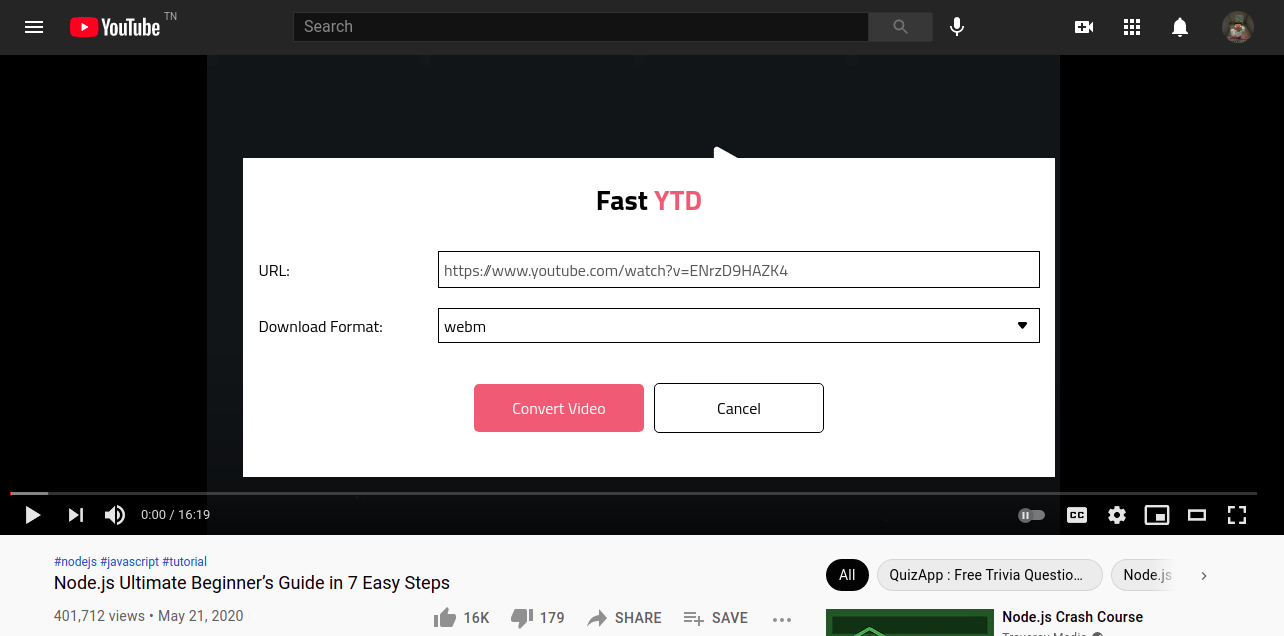 YouTube TN
Search
Fast YTD
URL:
https://www.youtube.com/watch?v=ENrzD9HAZK4
Download Format:
webm
Convert Video
Cancel
0:00 / 16:19
CC
#nodejs #javascript #tutorial
Node.js Ultimate Beginner’s Guide in 7 Easy Steps
401,712 views • May 21, 2020
16K
179
SHARE
SAVE
All
QuizApp : Free Trivia Questio...
Node.js
Node.js Crash Course